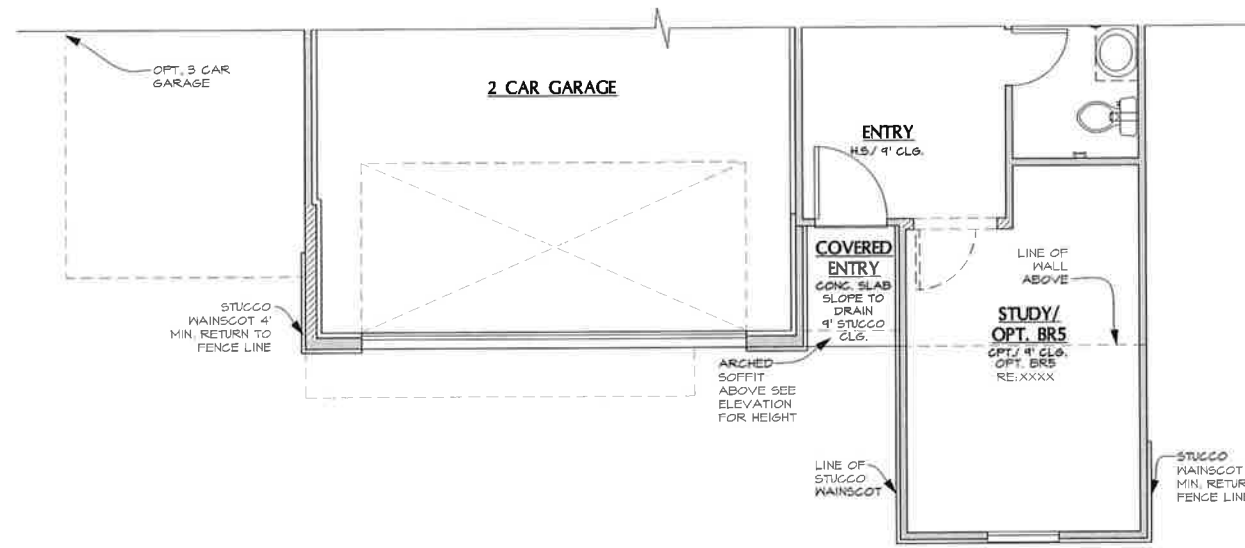 OPT. 3 CAR
GARAGE
2 CAR GARAGE
ENTRY
H.S./ 9' CLG.
COVERED
ENTRY
CONC. SLAB
SLOPE TO
DRAIN
9' STUCCO
CLG.
LINE OF
WALL
ABOVE
STUDY/
OPT. BR5
CPT./ 9' CLG.
OPT. BR5
RE:XXXX
STUCCO
WAINSCOT 4'
MIN. RETURN TO
FENCE LINE
ARCHED
SOFFIT
ABOVE SEE
ELEVATION
FOR HEIGHT
LINE OF
STUCCO
WAINSCOT
STUCCO
WAINSCOT
MIN. RETUR
FENCE LINE